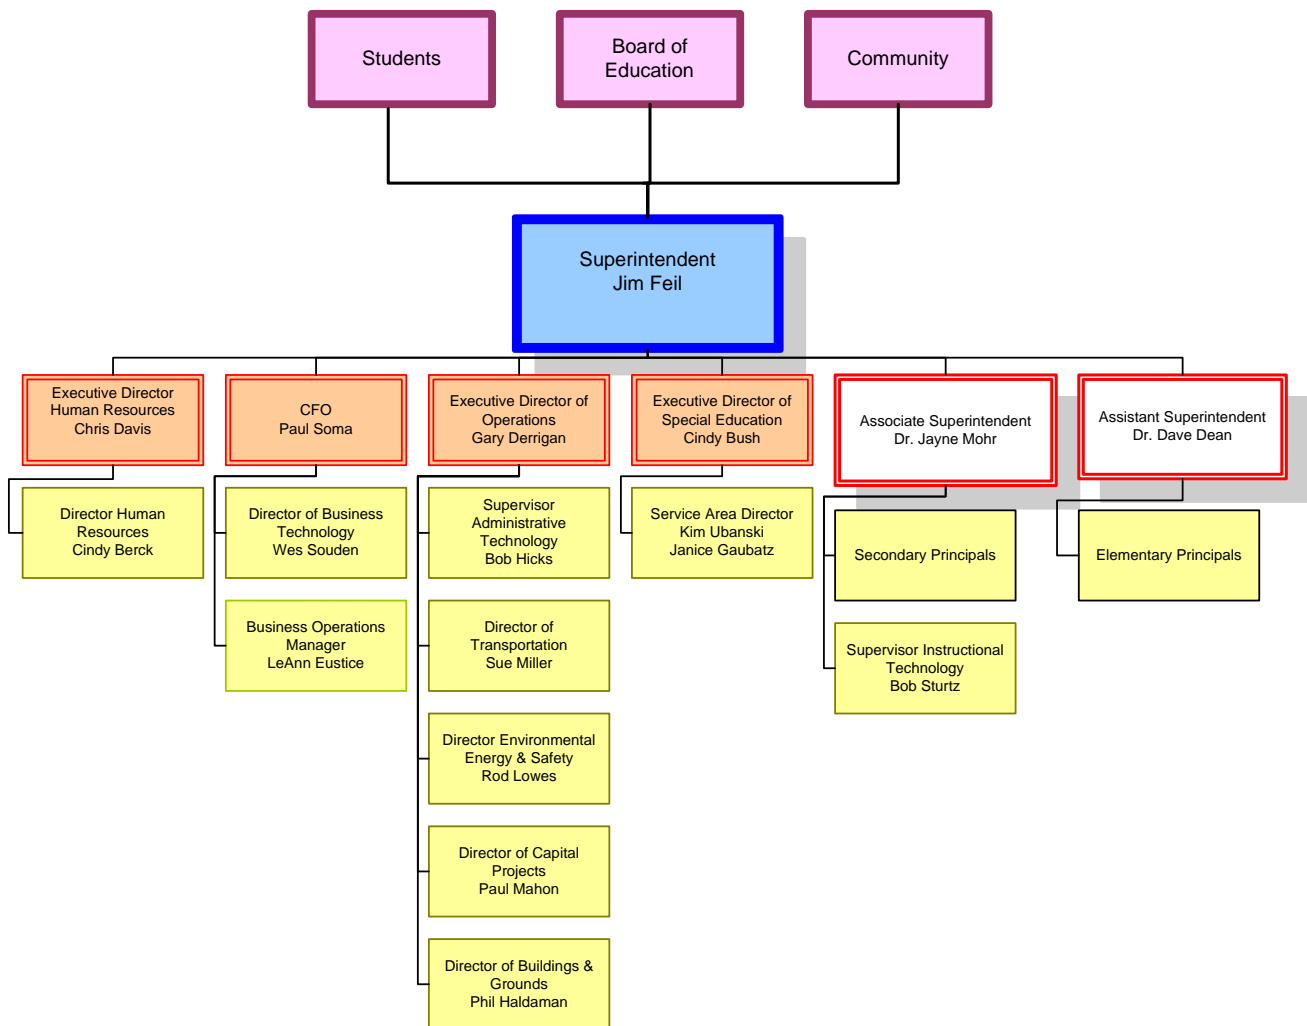 Students
Board of
Education
Community
Superintendent
Jim Feil
Executive Director
Human Resources
Chris Davis
CFO
Paul Soma
Executive Director of
Operations
Gary Derrigan
Executive Director of
Special Education
Cindy Bush
Associate Superintendent
Dr. Jayne Mohr
Assistant Superintendent
Dr. Dave Dean
Director Human
Resources
Cindy Berck
Director of Business
Technology
Wes Souden
Supervisor
Administrative
Technology
Bob Hicks
Service Area Director
Kim Ubanski
Janice Gaubatz
Secondary Principals
Elementary Principals
Business Operations
Manager
LeAnn Eustice
Director of
Transportation
Sue Miller
Supervisor Instructional
Technology
Bob Sturtz
Director Environmental
Energy & Safety
Rod Lowes
Director of Capital
Projects
Paul Mahon
Director of Buildings &
Grounds
Phil Haldaman